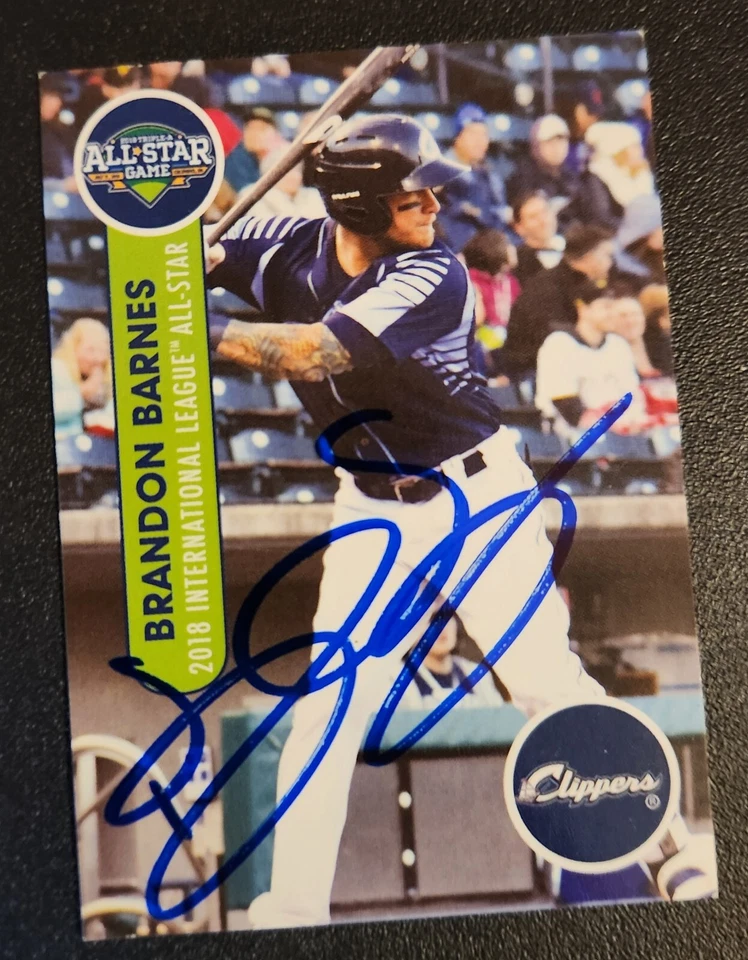 2018 TRIPLE-A
ALL★STAR
GAME
BRANDON BARNES
2018 INTERNATIONAL LEAGUE™ ALL-STAR
Clippers®